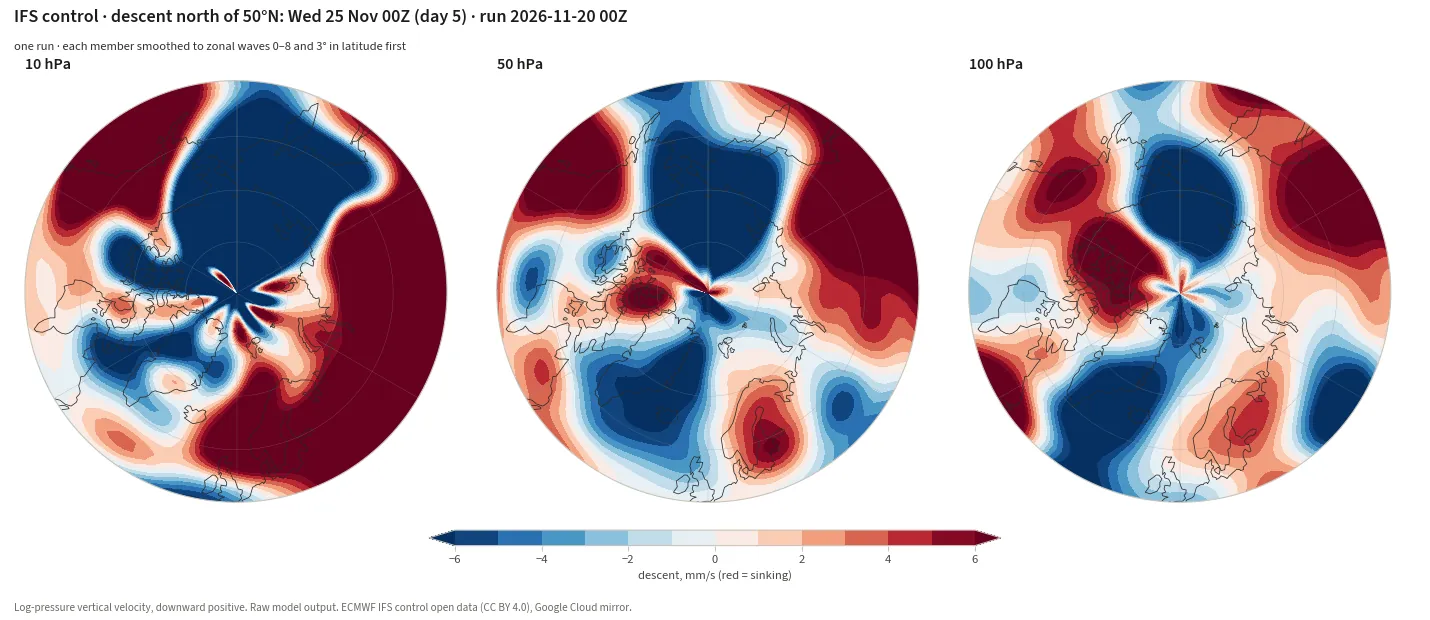 IFS control · descent north of 50°N: Wed 25 Nov 00Z (day 5) · run 2026-11-20 00Z
one run · each member smoothed to zonal waves 0–8 and 3° in latitude first
10 hPa
50 hPa
100 hPa
−6 −4 −2 0 2 4 6
descent, mm/s (red = sinking)
Log-pressure vertical velocity, downward positive. Raw model output. ECMWF IFS control open data (CC BY 4.0), Google Cloud mirror.